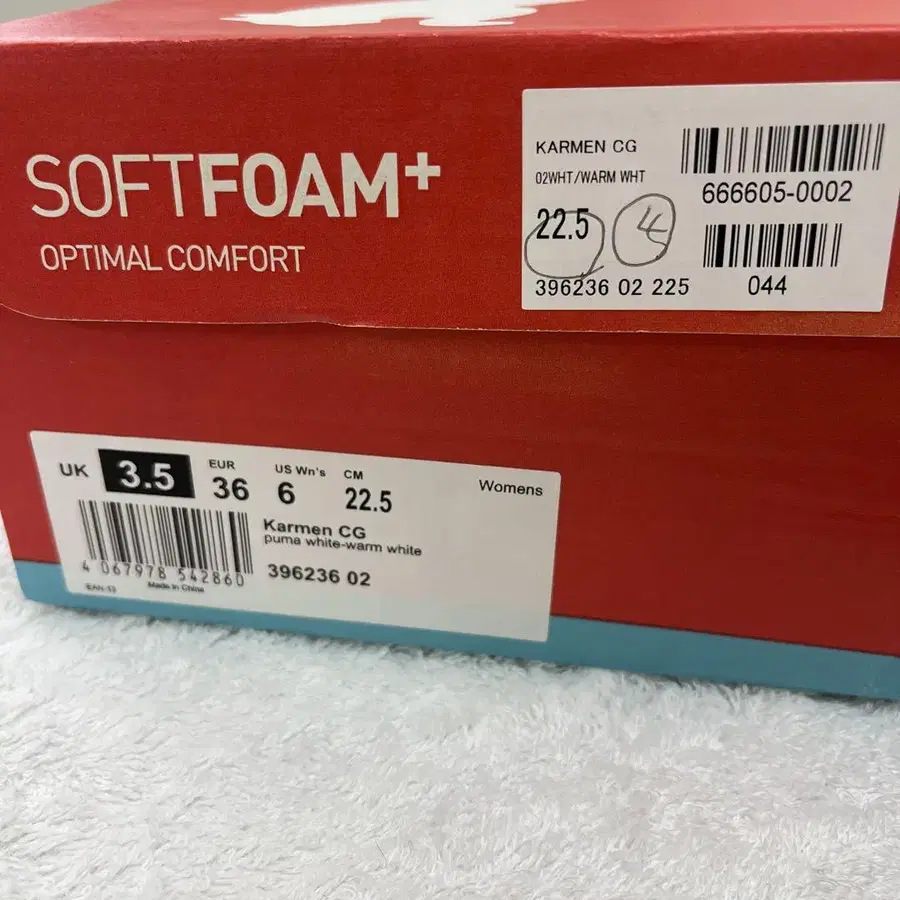 SOFTFOAM+
OPTIMAL COMFORT
KARMEN CG
02WHT/WARM WHT
666605-0002
22.5
4
396236 02 225
044
UK 3.5 EUR 36 US Wn's 6 CM 22.5
Womens
Karmen CG
puma white-warm white
396236 02
4 067978 542860
EAN-13
Made in China